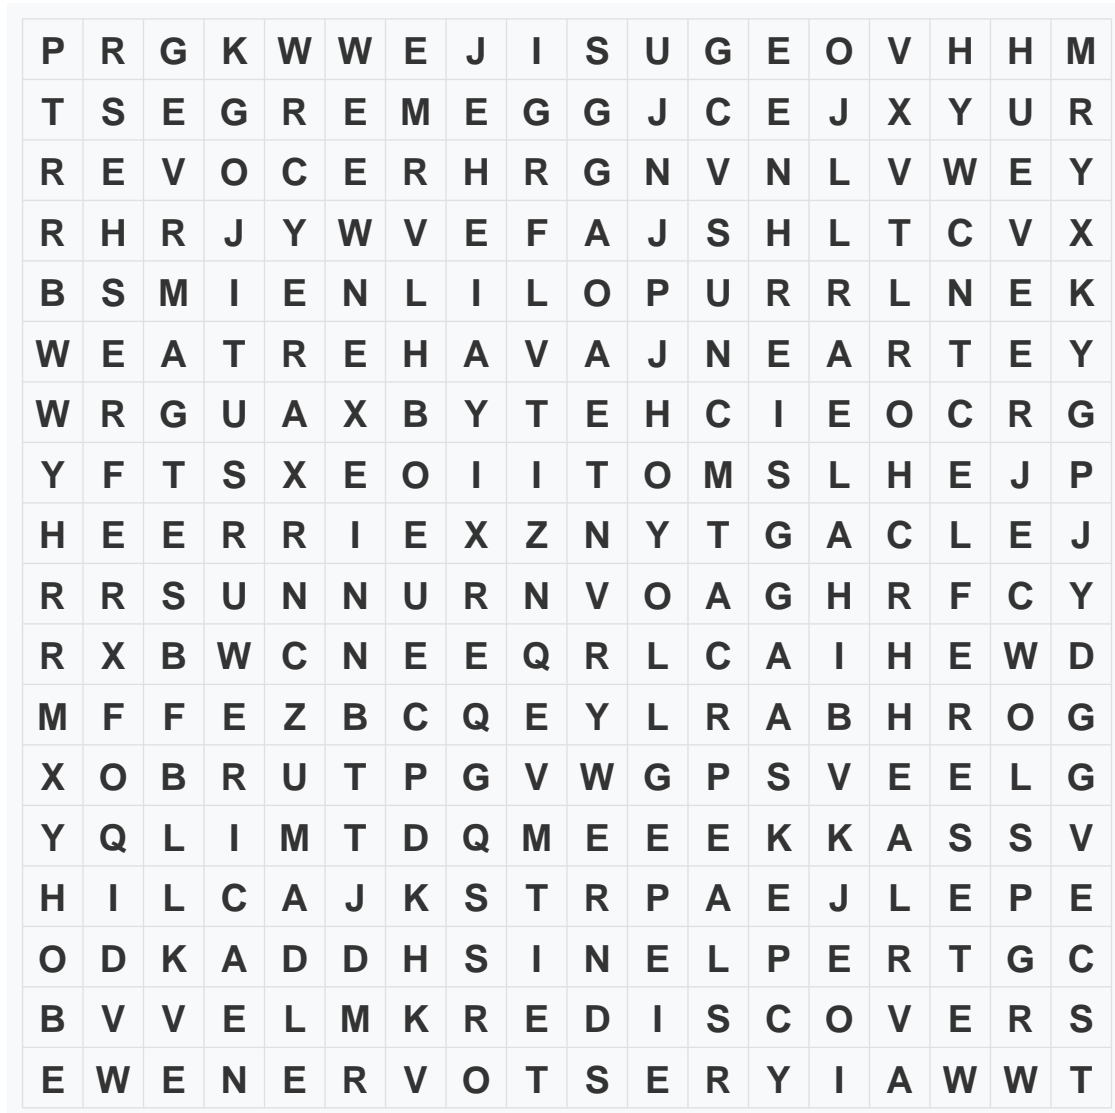 P R G K W W E J I S U G E O V H H M
T S E G R E M E G G J C E J X Y U R
R E V O C E R H R G N V N L V W E Y
R H R J Y W V E F A J S H L T C V X
B S M I E N L I L O P U R R L N E K
W E A T R E H A V A J N E A R T E Y
W R G U A X B Y T E H C I E O C R G
Y F T S X E O I I T O M S L H E J P
H E E R R I E X Z N Y T G A C L E J
R R S U N N U R N V O A G H R F C Y
R X B W C N E E Q R L C A I H E W D
M F F E Z B C Q E Y L R A B H R O G
X O B R U T P G V W G P S V E E L G
Y Q L I M T D Q M E E E K K A S S V
H I L C A J K S T R P A E J L E P E
O D K A D D H S I N E L P E R T G C
B V V E L M K R E D I S C O V E R S
E W E N E R V O T S E R Y I A W W T